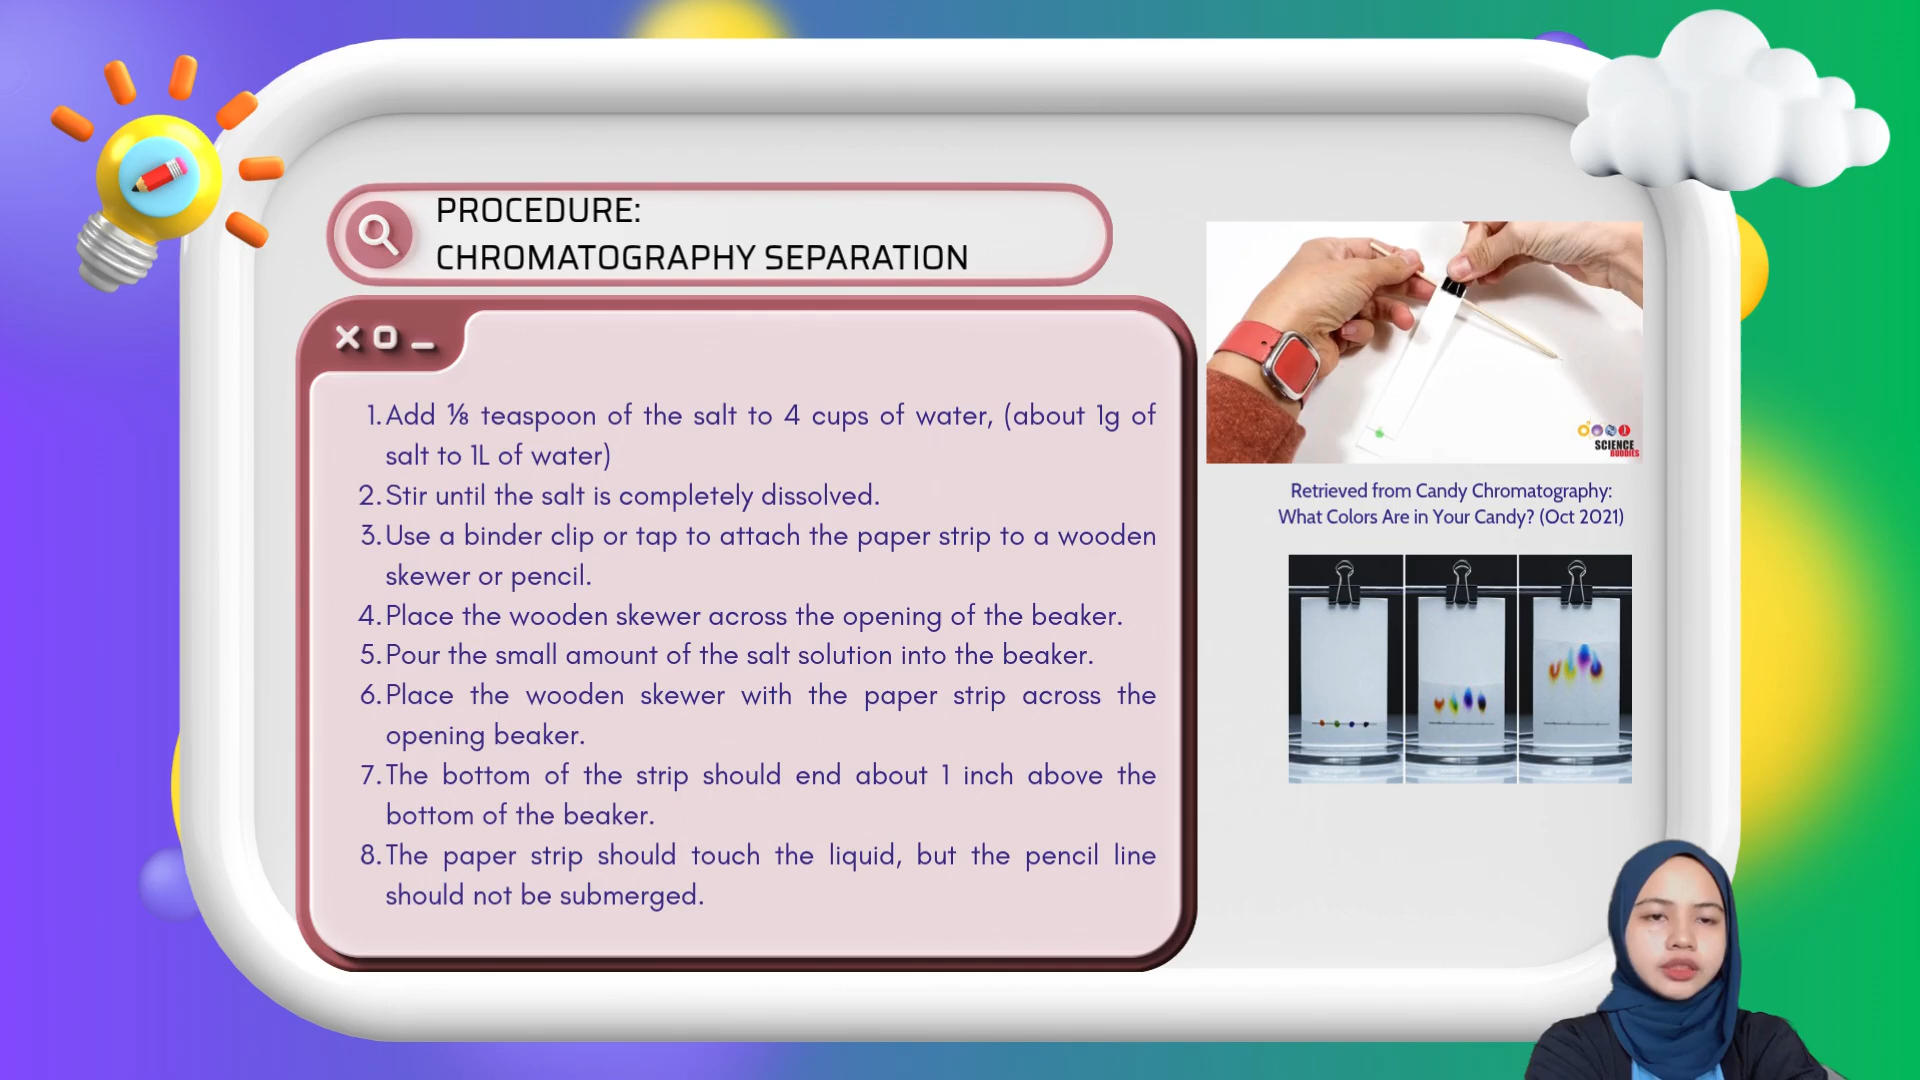 PROCEDURE:
CHROMATOGRAPHY SEPARATION
1. Add ⅛ teaspoon of the salt to 4 cups of water, (about 1g of
salt to 1L of water)
2. Stir until the salt is completely dissolved.
3. Use a binder clip or tap to attach the paper strip to a wooden
skewer or pencil.
4. Place the wooden skewer across the opening of the beaker.
5. Pour the small amount of the salt solution into the beaker.
6. Place the wooden skewer with the paper strip across the
opening beaker.
7. The bottom of the strip should end about 1 inch above the
bottom of the beaker.
8. The paper strip should touch the liquid, but the pencil line
should not be submerged.
SCIENCE
BUDDIES
Retrieved from Candy Chromatography:
What Colors Are in Your Candy? (Oct 2021)